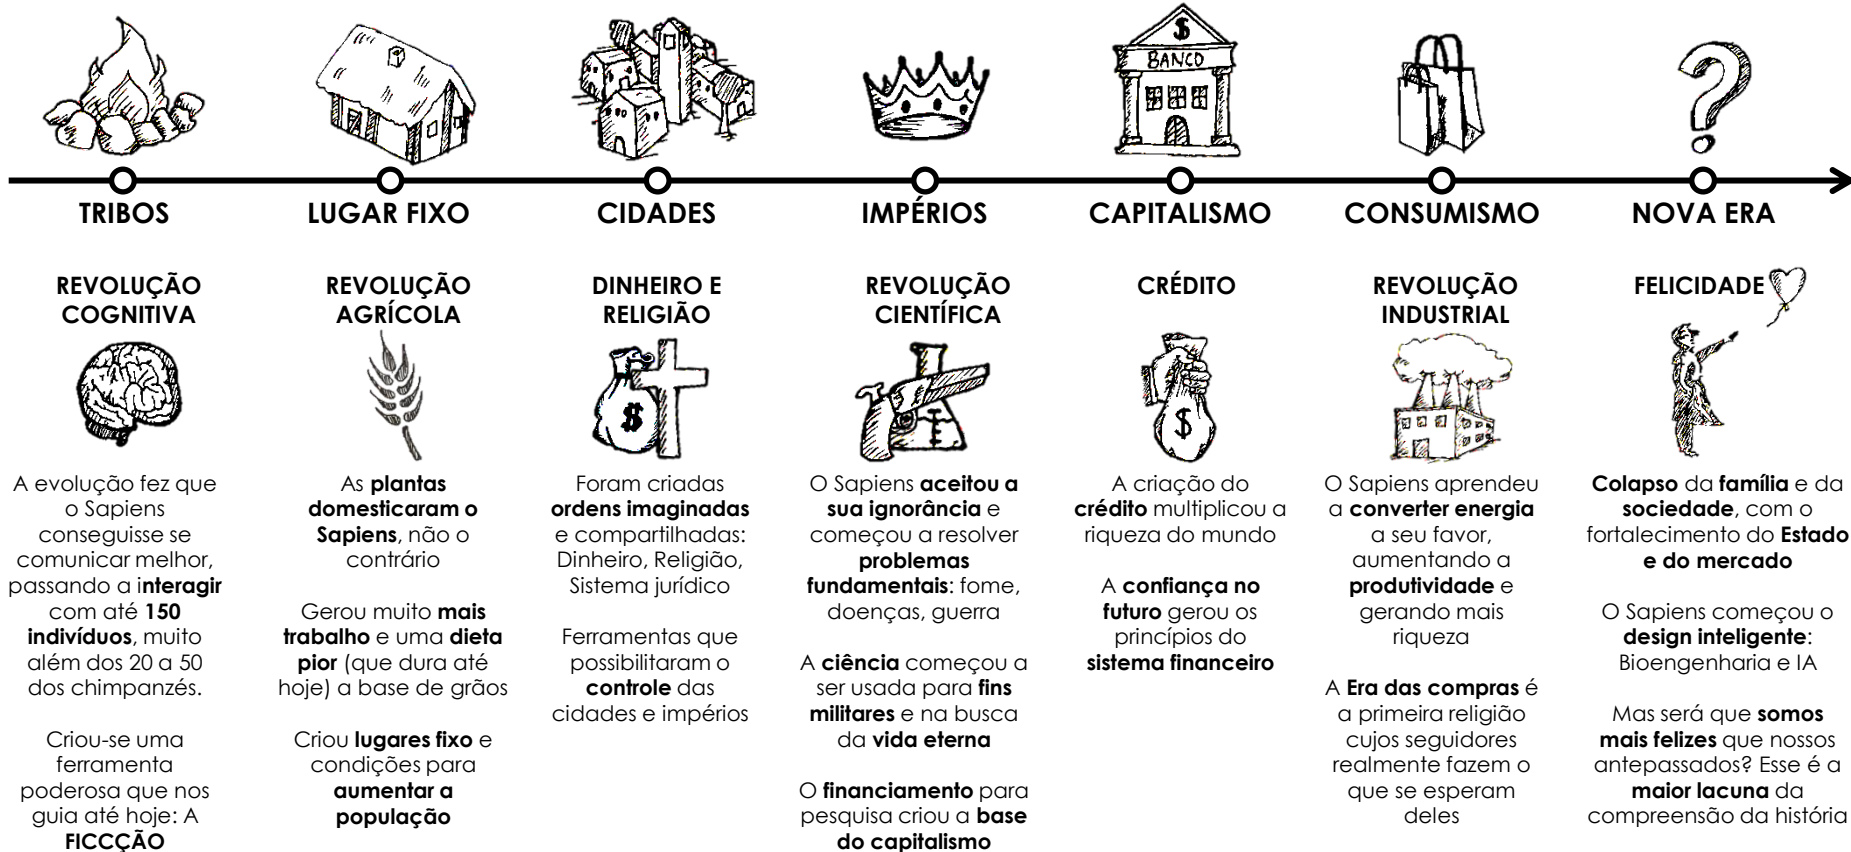 $
BANCO
TRIBOS
LUGAR FIXO
CIDADES
IMPÉRIOS
CAPITALISMO
CONSUMISMO
NOVA ERA
REVOLUÇÃO
COGNITIVA
A evolução fez que
o Sapiens
conseguisse se
comunicar melhor,
passando a interagir
com até 150
indivíduos, muito
além dos 20 a 50
dos chimpanzés.
Criou-se uma
ferramenta
poderosa que nos
guia até hoje: A
FICCÇÃO
REVOLUÇÃO
AGRÍCOLA
As plantas
domesticaram o
Sapiens, não o
contrário
Gerou muito mais
trabalho e uma dieta
pior (que dura até
hoje) a base de grãos
Criou lugares fixo e
condições para
aumentar a
população
DINHEIRO E
RELIGIÃO
$
Foram criadas
ordens imaginadas
e compartilhadas:
Dinheiro, Religião,
Sistema jurídico
Ferramentas que
possibilitaram o
controle das
cidades e impérios
REVOLUÇÃO
CIENTÍFICA
O Sapiens aceitou a
sua ignorância e
começou a resolver
problemas
fundamentais: fome,
doenças, guerra
A ciência começou a
ser usada para fins
militares e na busca
da vida eterna
O financiamento para
pesquisa criou a base
do capitalismo
CRÉDITO
$
A criação do
crédito multiplicou a
riqueza do mundo
A confiança no
futuro gerou os
princípios do
sistema financeiro
REVOLUÇÃO
INDUSTRIAL
O Sapiens aprendeu
a converter energia
a seu favor,
aumentando a
produtividade e
gerando mais
riqueza
A Era das compras é
a primeira religião
cujos seguidores
realmente fazem o
que se esperam
deles
FELICIDADE
Colapso da família e da
sociedade, com o
fortalecimento do Estado
e do mercado
O Sapiens começou o
design inteligente:
Bioengenharia e IA
Mas será que somos
mais felizes que nossos
antepassados? Esse é a
maior lacuna da
compreensão da história